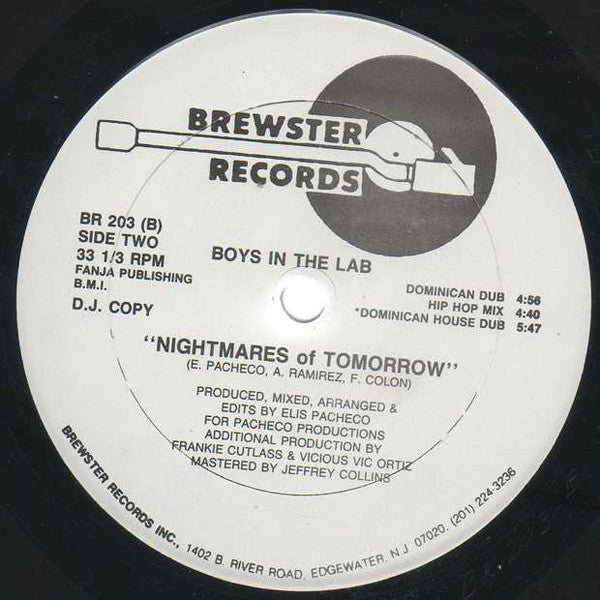 BREWSTER
RECORDS
BR 203 (B)
SIDE TWO
33 1/3 RPM
FANJA PUBLISHING
B.M.I.
D.J. COPY
BOYS IN THE LAB
DOMINICAN DUB 4:56
HIP HOP MIX 4:40
*DOMINICAN HOUSE DUB 5:47
"NIGHTMARES of TOMORROW"
(E. PACHECO, A. RAMIREZ, F. COLON)
PRODUCED, MIXED, ARRANGED &
EDITS BY ELIS PACHECO
FOR PACHECO PRODUCTIONS
ADDITIONAL PRODUCTION BY
FRANKIE CUTLASS & VICIOUS VIC ORTIZ
MASTERED BY JEFFREY COLLINS
BREWSTER RECORDS INC., 1402 B. RIVER ROAD, EDGEWATER, N.J. 07020. (201) 224-3236